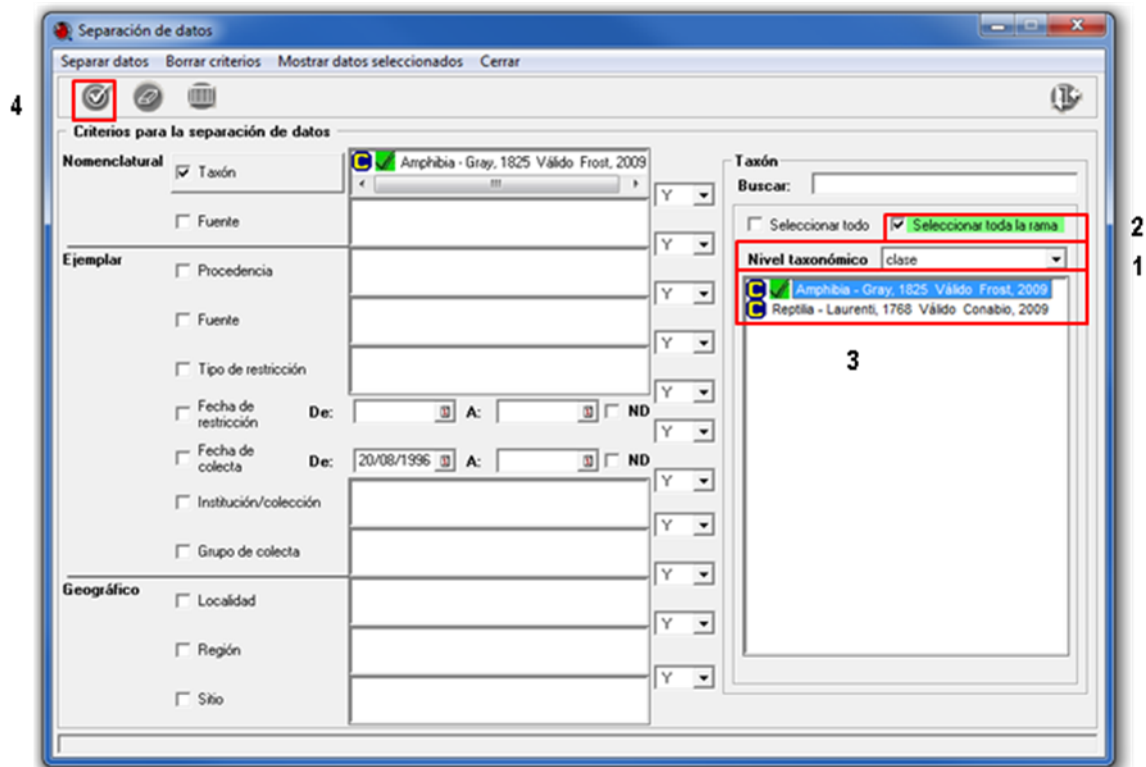 Separación de datos
Separar datos Borrar criterios Mostrar datos seleccionados Cerrar
4
Criterios para la separación de datos
Nomenclatural
Taxón
C Amphibia - Gray, 1825 Válido Frost, 2009
Y
Fuente
Y
Ejemplar
Procedencia
Y
Fuente
Y
Tipo de restricción
Y
Fecha de restricción De: A: ND
Y
Fecha de colecta De: 20/08/1996 A: ND
Y
Institución/colección
Y
Grupo de colecta
Y
Geográfico
Localidad
Y
Región
Y
Sitio
Taxón
Buscar:
Seleccionar todo Seleccionar toda la rama
2
Nivel taxonómico clase
1
C Amphibia - Gray, 1825 Válido Frost, 2009
C Reptilia - Laurenti, 1768 Válido Conabio, 2009
3